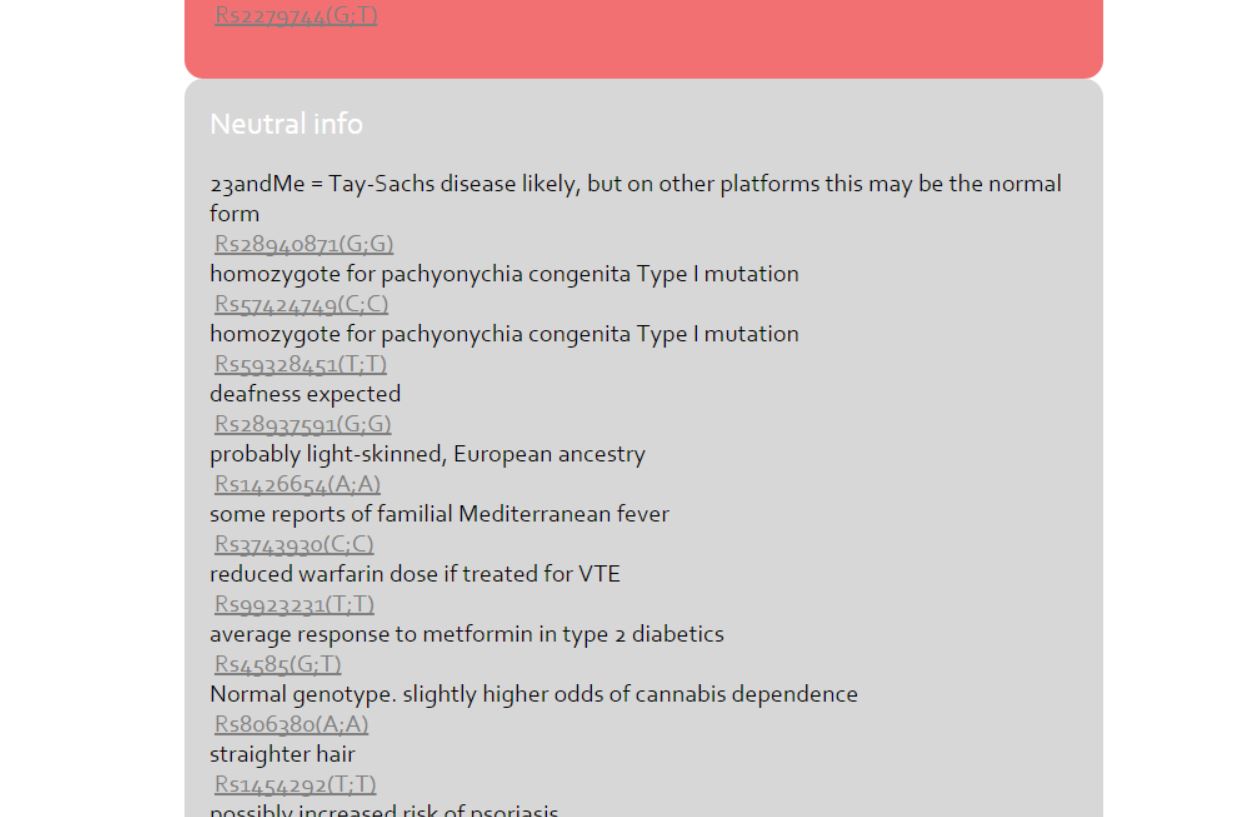 Rs2279744(G;T)
Neutral info
23andMe = Tay-Sachs disease likely, but on other platforms this may be the normal
form
Rs28940871(G;G)
homozygote for pachyonychia congenita Type I mutation
Rs57424749(C;C)
homozygote for pachyonychia congenita Type I mutation
Rs59328451(T;T)
deafness expected
Rs28937591(G;G)
probably light-skinned, European ancestry
Rs1426654(A;A)
some reports of familial Mediterranean fever
Rs3743930(C;C)
reduced warfarin dose if treated for VTE
Rs9923231(T;T)
average response to metformin in type 2 diabetics
Rs4585(G;T)
Normal genotype. slightly higher odds of cannabis dependence
Rs806380(A;A)
straighter hair
Rs1454292(T;T)
possibly increased risk of psoriasis